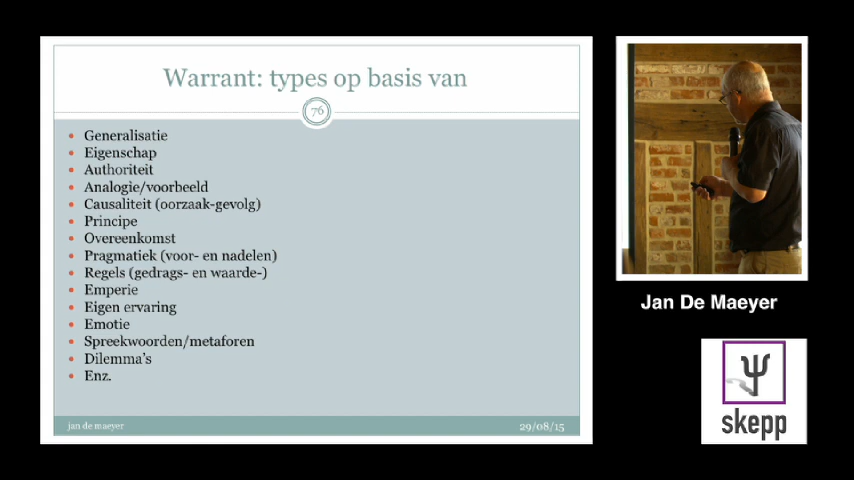 Warrant: types op basis van
76
Generalisatie
Eigenschap
Authoriteit
Analogie/voorbeeld
Causaliteit (oorzaak-gevolg)
Principe
Overeenkomst
Pragmatiek (voor- en nadelen)
Regels (gedrags- en waarde-)
Emperie
Eigen ervaring
Emotie
Spreekwoorden/metaforen
Dilemma's
Enz.
jan de maeyer
29/08/15
Jan De Maeyer
skepp